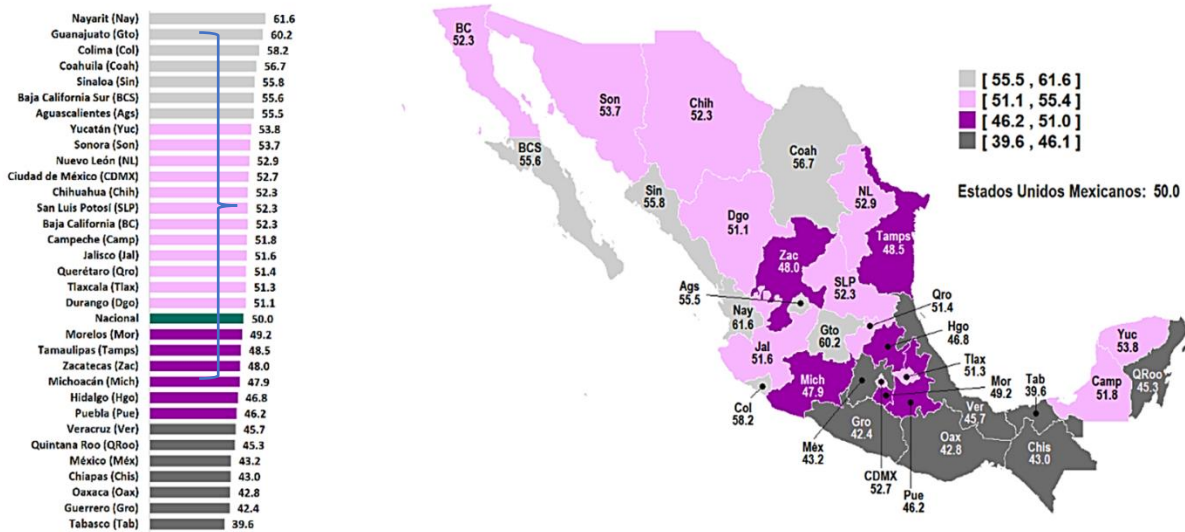 Nayarit (Nay) 61.6
Guanajuato (Gto) 60.2
Colima (Col) 58.2
Coahuila (Coah) 56.7
Sinaloa (Sin) 55.8
Baja California Sur (BCS) 55.6
Aguascalientes (Ags) 55.5
Yucatán (Yuc) 53.8
Sonora (Son) 53.7
Nuevo León (NL) 52.9
Ciudad de México (CDMX) 52.7
Chihuahua (Chih) 52.3
San Luis Potosí (SLP) 52.3
Baja California (BC) 52.3
Campeche (Camp) 51.8
Jalisco (Jal) 51.6
Querétaro (Qro) 51.4
Tlaxcala (Tlax) 51.3
Durango (Dgo) 51.1
Nacional 50.0
Morelos (Mor) 49.2
Tamaulipas (Tamps) 48.5
Zacatecas (Zac) 48.0
Michoacán (Mich) 47.9
Hidalgo (Hgo) 46.8
Puebla (Pue) 46.2
Veracruz (Ver) 45.7
Quintana Roo (QRoo) 45.3
México (Méx) 43.2
Chiapas (Chis) 43.0
Oaxaca (Oax) 42.8
Guerrero (Gro) 42.4
Tabasco (Tab) 39.6
BC
52.3
Son
53.7
Chih
52.3
BCS
55.6
Coah
56.7
Sin
55.8
NL
52.9
Dgo
51.1
Tamps
48.5
Zac
48.0
SLP
52.3
Ags
55.5
Nay
61.6
Gto
60.2
Qro
51.4
Hgo
46.8
Jal
51.6
Tlax
51.3
Mich
47.9
Mor
49.2
Col
58.2
Tab
39.6
Yuc
53.8
QRoo
45.3
Camp
51.8
Ver
45.7
Gro
42.4
Méx
43.2
Oax
42.8
Chis
43.0
CDMX
52.7
Pue
46.2
[ 55.5 , 61.6 ]
[ 51.1 , 55.4 ]
[ 46.2 , 51.0 ]
[ 39.6 , 46.1 ]
Estados Unidos Mexicanos: 50.0